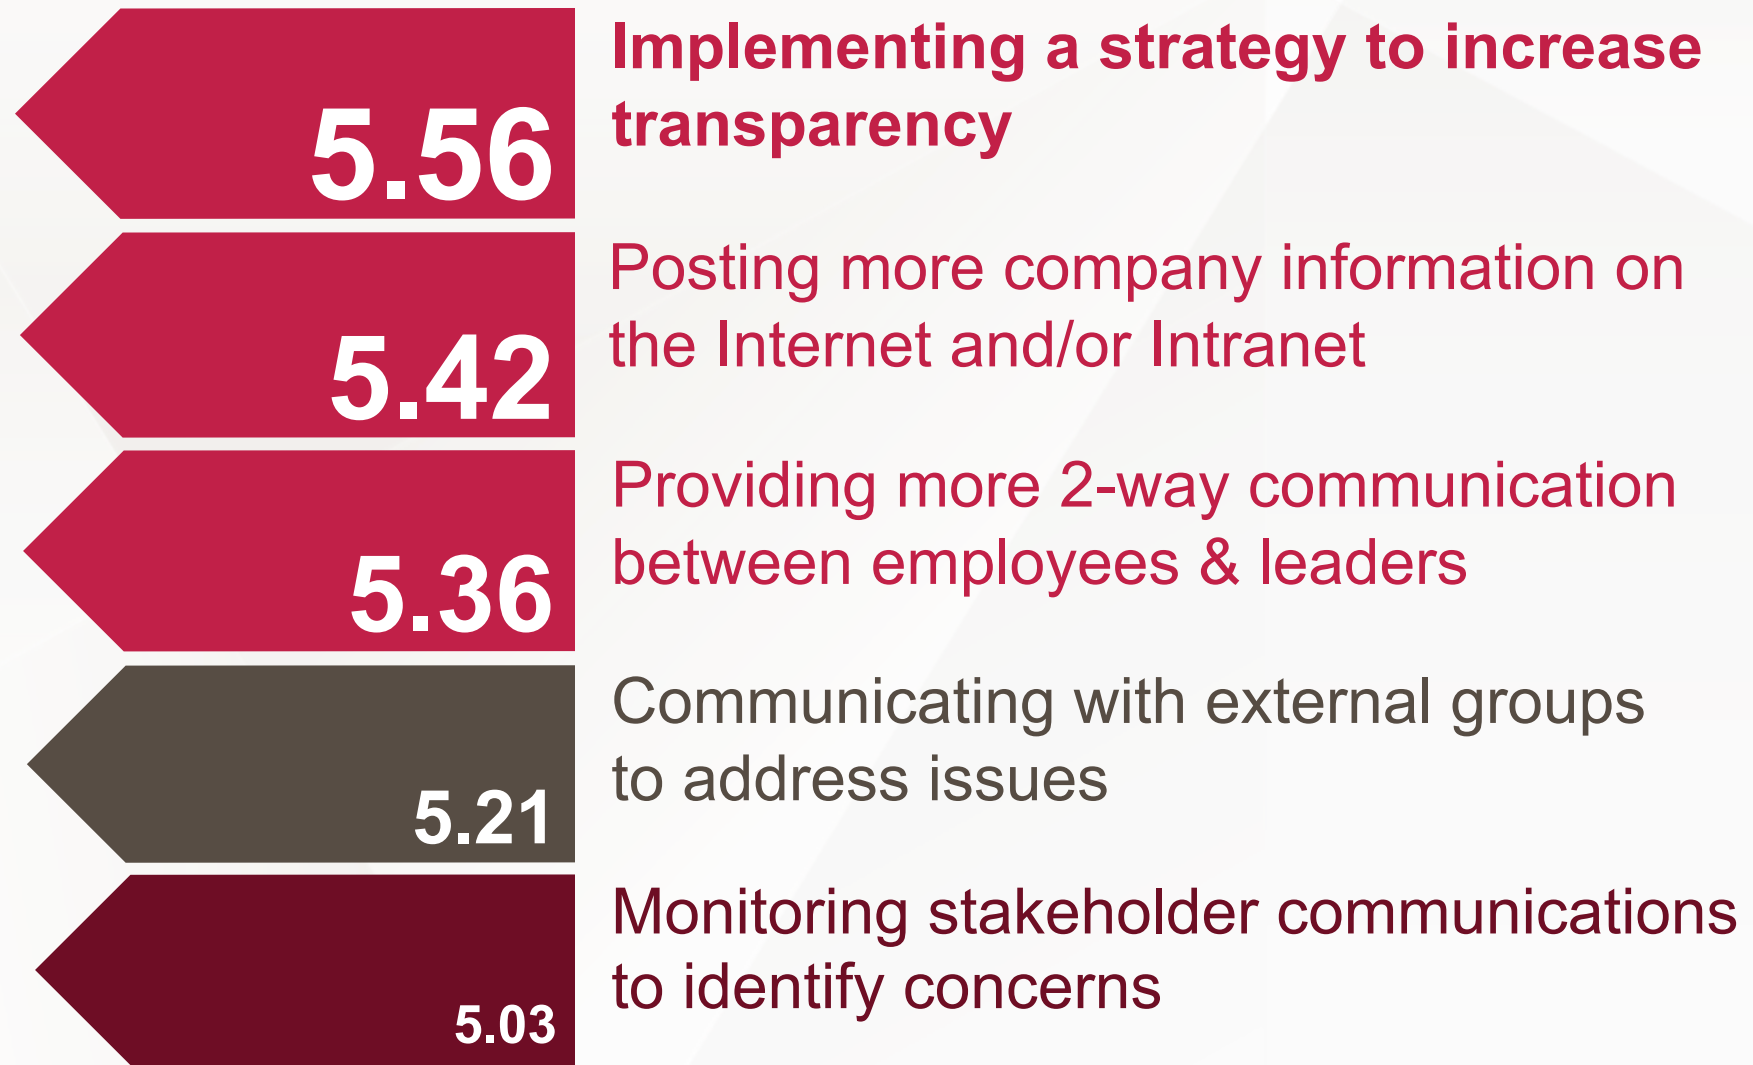 5.56
Implementing a strategy to increase
transparency
5.42
Posting more company information on
the Internet and/or Intranet
5.36
Providing more 2-way communication
between employees & leaders
5.21
Communicating with external groups
to address issues
5.03
Monitoring stakeholder communications
to identify concerns